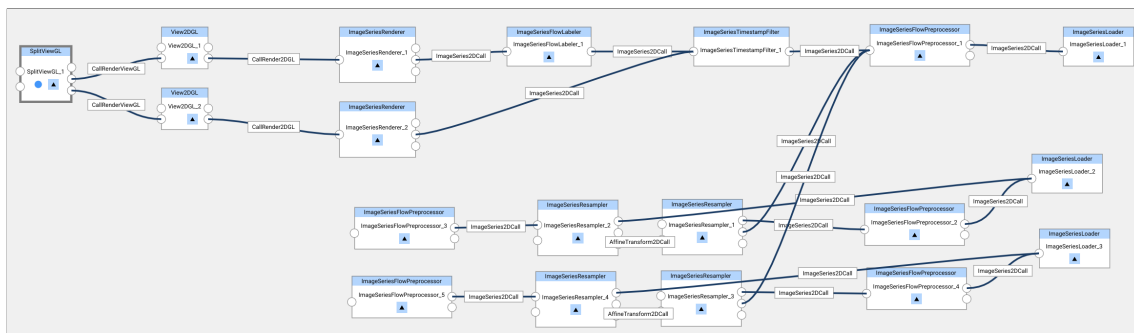 SplitViewGL
SplitViewGL_1
CallRenderViewGL
CallRenderViewGL
View2DGL
View2DGL_1
View2DGL
View2DGL_2
CallRender2DGL
CallRender2DGL
ImageSeriesRenderer
ImageSeriesRenderer_1
ImageSeriesRenderer
ImageSeriesRenderer_2
ImageSeries2DCall
ImageSeriesFlowLabeler
ImageSeriesFlowLabeler_1
ImageSeries2DCall
ImageSeries2DCall
ImageSeriesTimestampFilter
ImageSeriesTimestampFilter_1
ImageSeries2DCall
ImageSeriesFlowPreprocessor
ImageSeriesFlowPreprocessor_1
ImageSeries2DCall
ImageSeriesLoader
ImageSeriesLoader_1
ImageSeries2DCall
ImageSeries2DCall
ImageSeriesLoader
ImageSeriesLoader_2
ImageSeries2DCall
ImageSeries2DCall
ImageSeriesFlowPreprocessor
ImageSeriesFlowPreprocessor_3
ImageSeries2DCall
ImageSeriesResampler
ImageSeriesResampler_2
AffineTransform2DCall
ImageSeriesResampler
ImageSeriesResampler_1
ImageSeries2DCall
ImageSeriesFlowPreprocessor
ImageSeriesFlowPreprocessor_2
ImageSeriesLoader
ImageSeriesLoader_3
ImageSeries2DCall
ImageSeries2DCall
ImageSeriesFlowPreprocessor
ImageSeriesFlowPreprocessor_5
ImageSeries2DCall
ImageSeriesResampler
ImageSeriesResampler_4
AffineTransform2DCall
ImageSeriesResampler
ImageSeriesResampler_3
ImageSeries2DCall
ImageSeriesFlowPreprocessor
ImageSeriesFlowPreprocessor_4